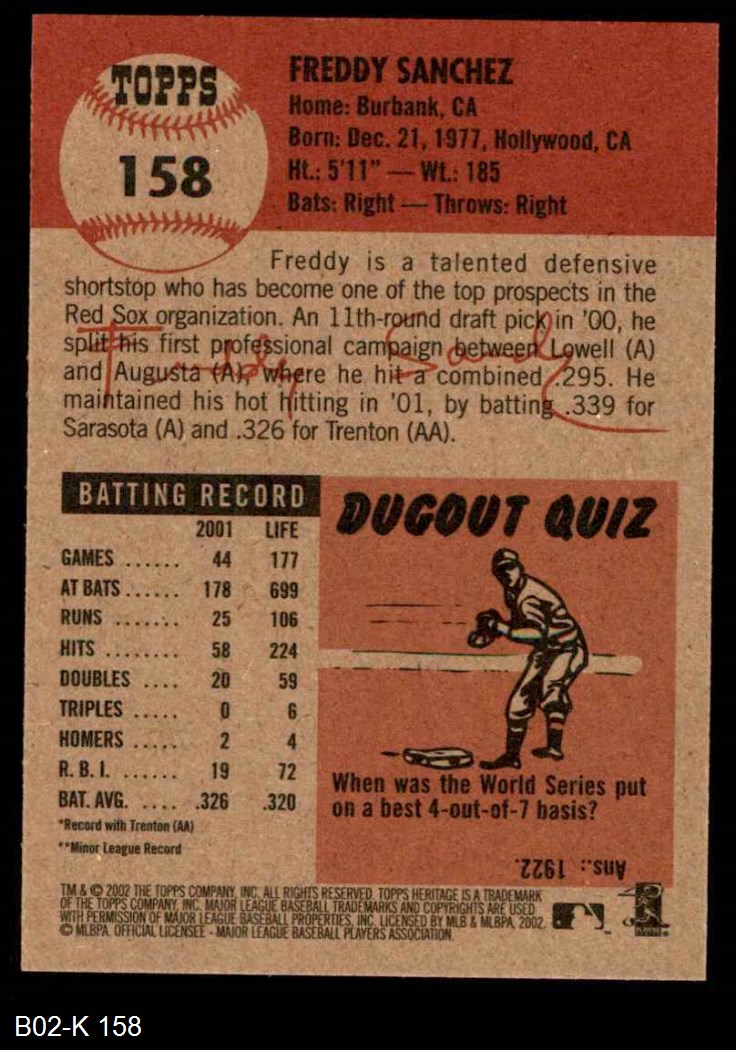 TOPPS
158
FREDDY SANCHEZ
Home: Burbank, CA
Born: Dec. 21, 1977, Hollywood, CA
Ht.: 5'11" — Wt.: 185
Bats: Right — Throws: Right
Freddy is a talented defensive
shortstop who has become one of the top prospects in the
Red Sox organization. An 11th-round draft pick in '00, he
split his first professional campaign between Lowell (A)
and Augusta (A), where he hit a combined .295. He
maintained his hot hitting in '01, by batting .339 for
Sarasota (A) and .326 for Trenton (AA).
BATTING RECORD
2001 LIFE
GAMES ...... 44 177
AT BATS...... 178 699
RUNS ...... 25 106
HITS ........ 58 224
DOUBLES .... 20 59
TRIPLES ..... 0 6
HOMERS ..... 2 4
R. B. I. ...... 19 72
BAT. AVG. .... .326 .320
*Record with Trenton (AA)
**Minor League Record
DUGOUT QUIZ
When was the World Series put
on a best 4-out-of-7 basis?
Ans.: 1922.
TM & © 2002 THE TOPPS COMPANY, INC. ALL RIGHTS RESERVED. TOPPS HERITAGE IS A TRADEMARK
OF THE TOPPS COMPANY, INC. MAJOR LEAGUE BASEBALL TRADEMARKS AND COPYRIGHTS ARE USED
WITH PERMISSION OF MAJOR LEAGUE BASEBALL PROPERTIES, INC. LICENSED BY MLB & MLBPA, 2002.
© MLBPA. OFFICIAL LICENSEE - MAJOR LEAGUE BASEBALL PLAYERS ASSOCIATION.
B02-K 158